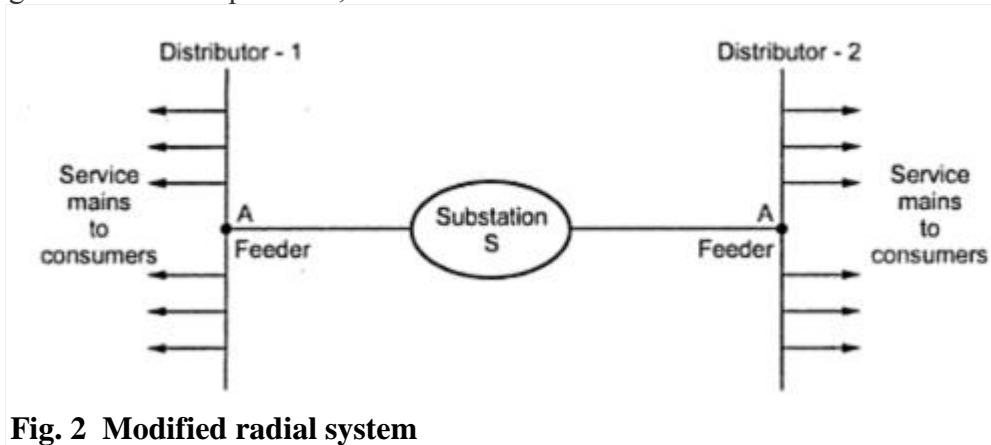 Distributor - 1
Distributor - 2
Service
mains
to
consumers
A
Feeder
Substation
S
A
Feeder
Service
mains
to
consumers
Fig. 2 Modified radial system